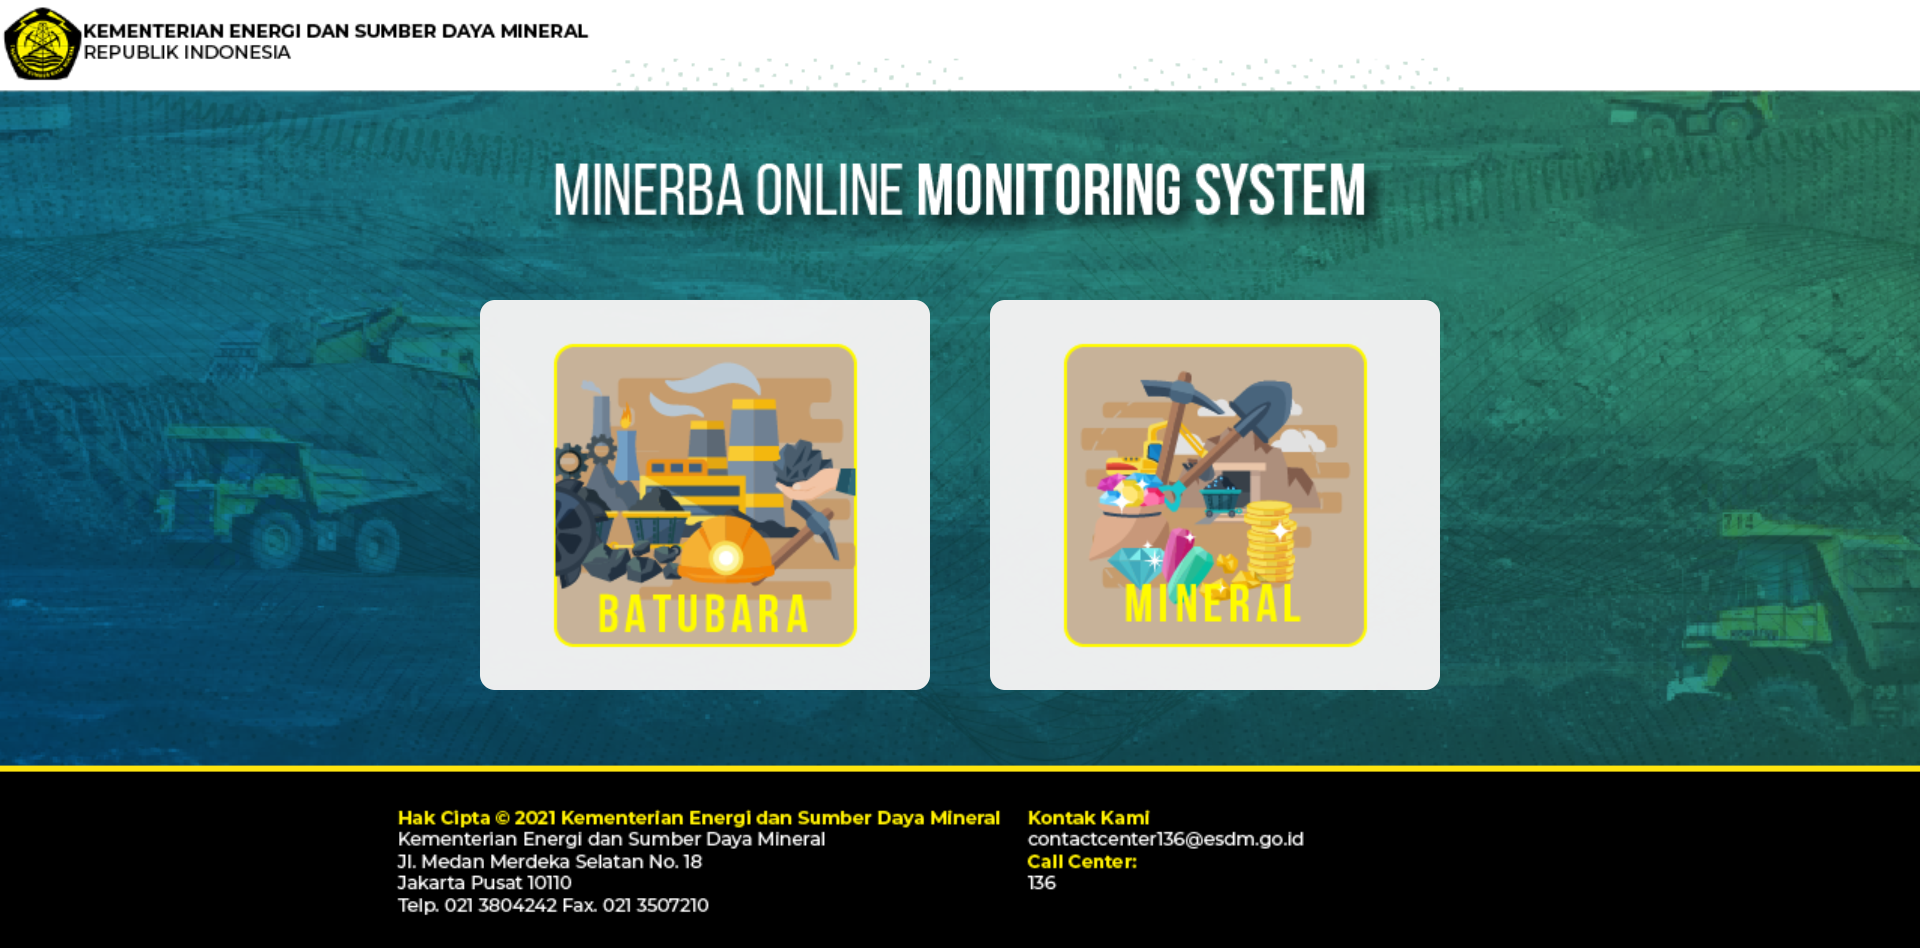 KEMENTERIAN ENERGI DAN SUMBER DAYA MINERAL
REPUBLIK INDONESIA
MINERBA ONLINE MONITORING SYSTEM
BATUBARA
MINERAL
714
KOMATSU
Hak Cipta © 2021 Kementerian Energi dan Sumber Daya Mineral
Kementerian Energi dan Sumber Daya Mineral
Jl. Medan Merdeka Selatan No. 18
Jakarta Pusat 10110
Telp. 021 3804242 Fax. 021 3507210
Kontak Kami
contactcenter136@esdm.go.id
Call Center:
136